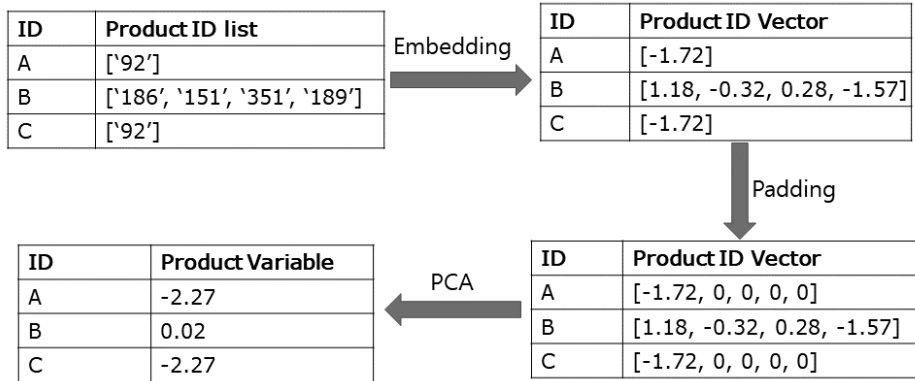 ID Product ID list
A [‘92’]
B [‘186’, ‘151’, ‘351’, ‘189’]
C [‘92’]
Embedding
ID Product ID Vector
A [-1.72]
B [1.18, -0.32, 0.28, -1.57]
C [-1.72]
Padding
ID Product ID Vector
A [-1.72, 0, 0, 0, 0]
B [1.18, -0.32, 0.28, -1.57]
C [-1.72, 0, 0, 0, 0]
PCA
ID Product Variable
A -2.27
B 0.02
C -2.27